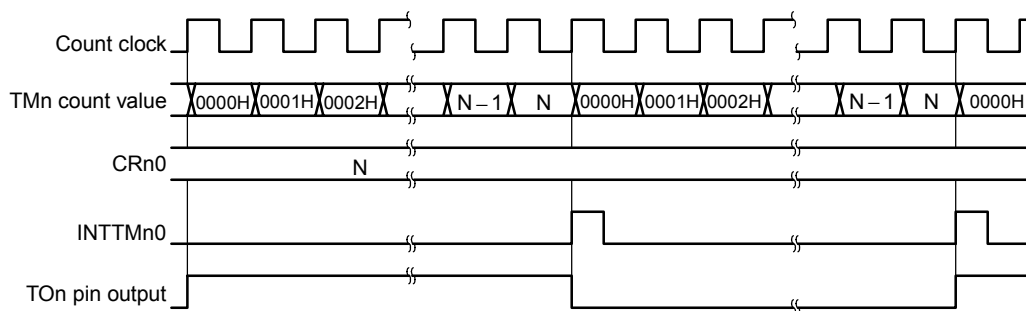 Count clock
TMn count value 0000H 0001H 0002H N – 1 N 0000H 0001H 0002H N – 1 N 0000H
CRn0 N
INTTMn0
TOn pin output